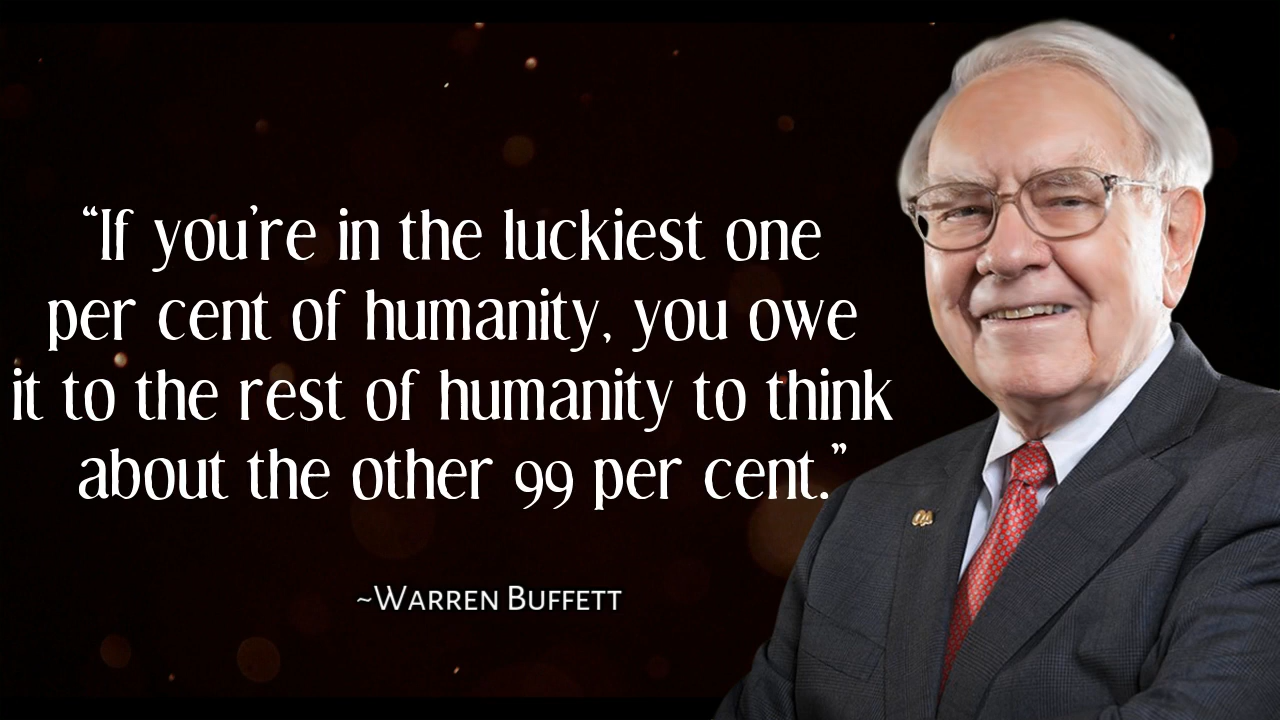 “If you’re in the luckiest one
per cent of humanity, you owe
it to the rest of humanity to think
about the other 99 per cent.”
~Warren Buffett